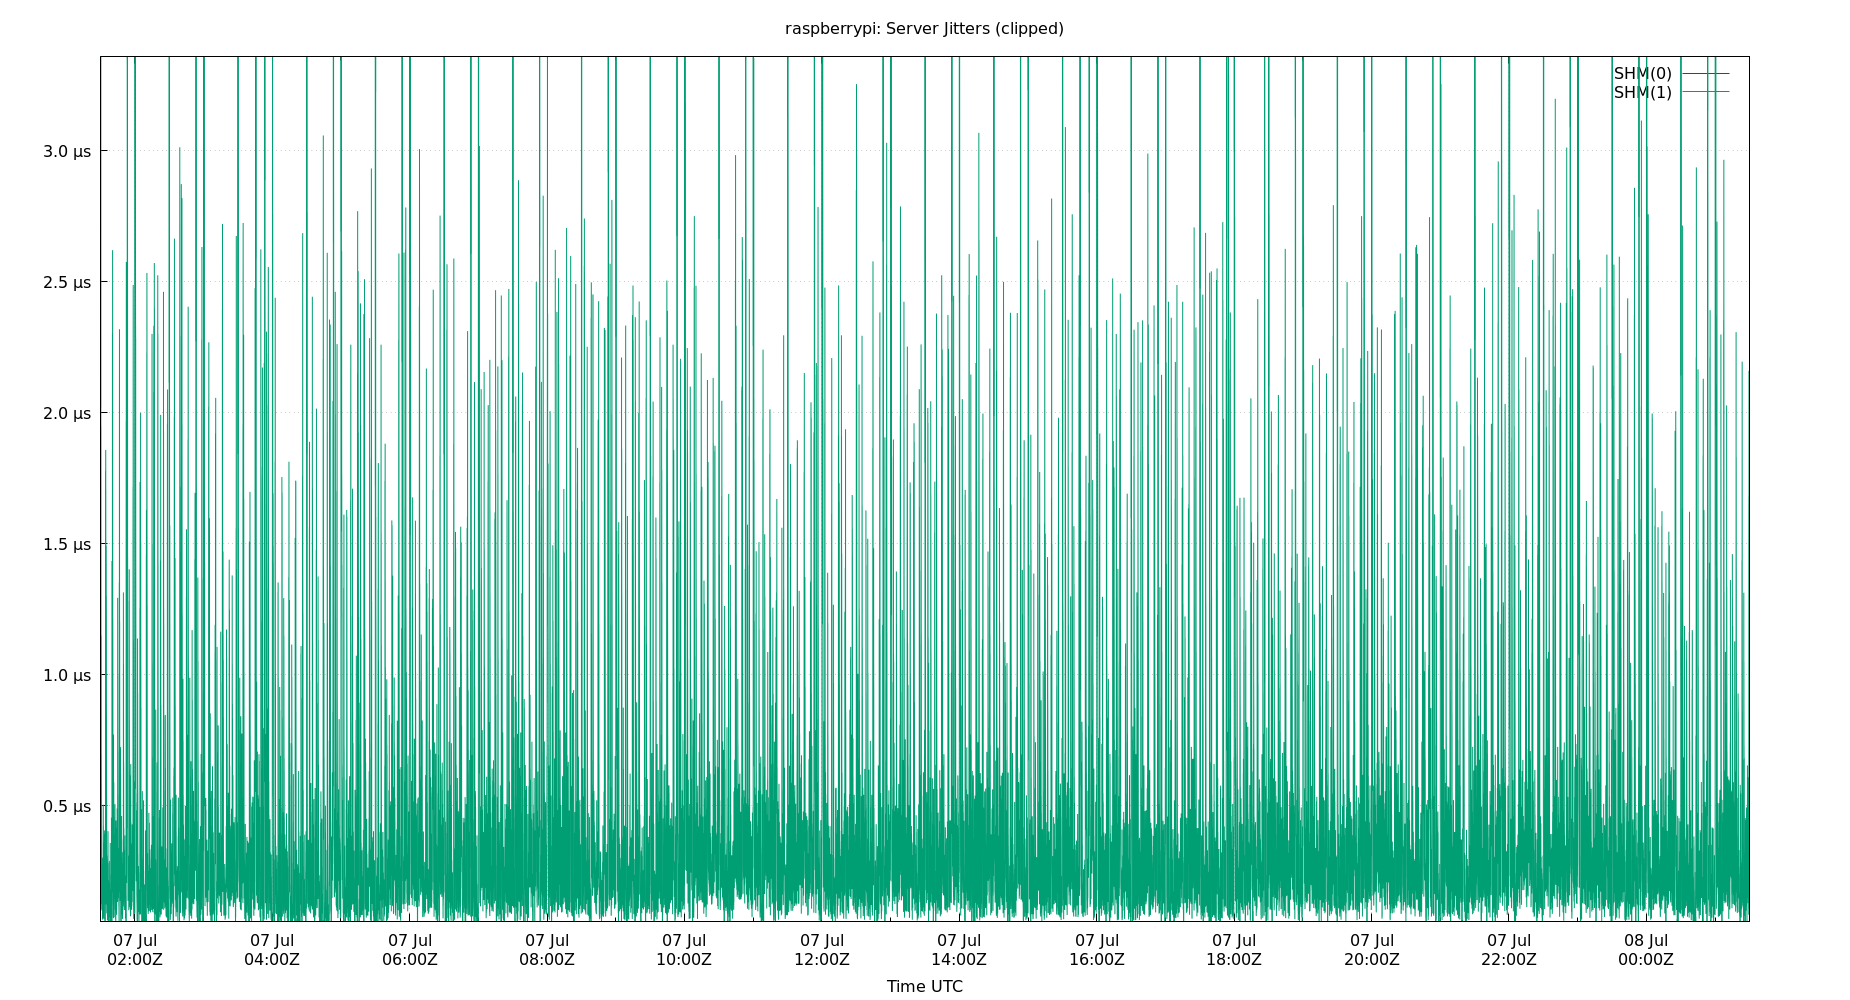 raspberrypi: Server Jitters (clipped)
SHM(0)
SHM(1)
3.0 µs
2.5 µs
2.0 µs
1.5 µs
1.0 µs
0.5 µs
07 Jul 07 Jul 07 Jul 07 Jul 07 Jul 07 Jul 07 Jul 07 Jul 07 Jul 07 Jul 07 Jul 08 Jul
02:00Z 04:00Z 06:00Z 08:00Z 10:00Z 12:00Z 14:00Z 16:00Z 18:00Z 20:00Z 22:00Z 00:00Z
Time UTC